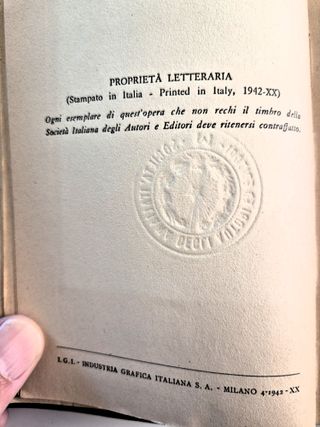 PROPRIETÀ LETTERARIA
(Stampato in Italia - Printed in Italy, 1942-XX)
Ogni esemplare di quest'opera che non rechi il timbro della
Società Italiana degli Autori e Editori deve ritenersi contraffatto.
I.G.I. - INDUSTRIA GRAFICA ITALIANA S. A. - MILANO 4-1942-XX